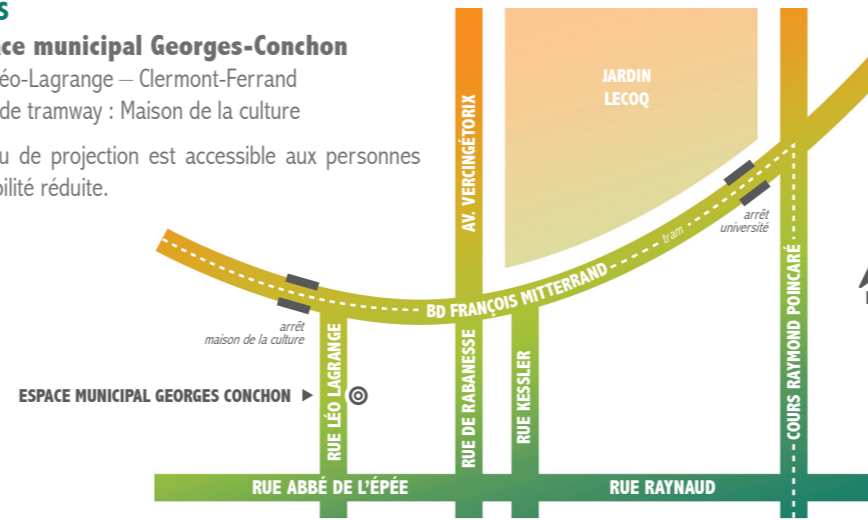 s
ce municipal Georges-Conchon
éo-Lagrange – Clermont-Ferrand
de tramway : Maison de la culture
u de projection est accessible aux personnes
bilité réduite.
JARDIN
LECOQ
AV. VERCINGÉTORIX
arrêt
université
tram
BD FRANÇOIS MITTERRAND
arrêt
maison de la culture
ESPACE MUNICIPAL GEORGES CONCHON
RUE LÉO LAGRANGE
RUE DE RABANESSE
RUE KESSLER
COURS RAYMOND POINCARÉ
RUE ABBÉ DE L'ÉPÉE
RUE RAYNAUD